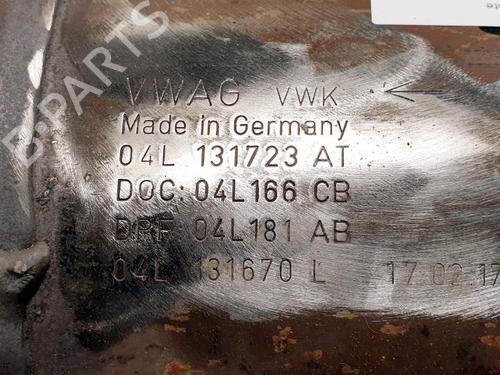 VWAG VWK
Made in Germany
04L 131723 AT
DOC: 04L166 CB
DPF 04L181 AB
04L 131670 L 17.02.17
B-PARTS